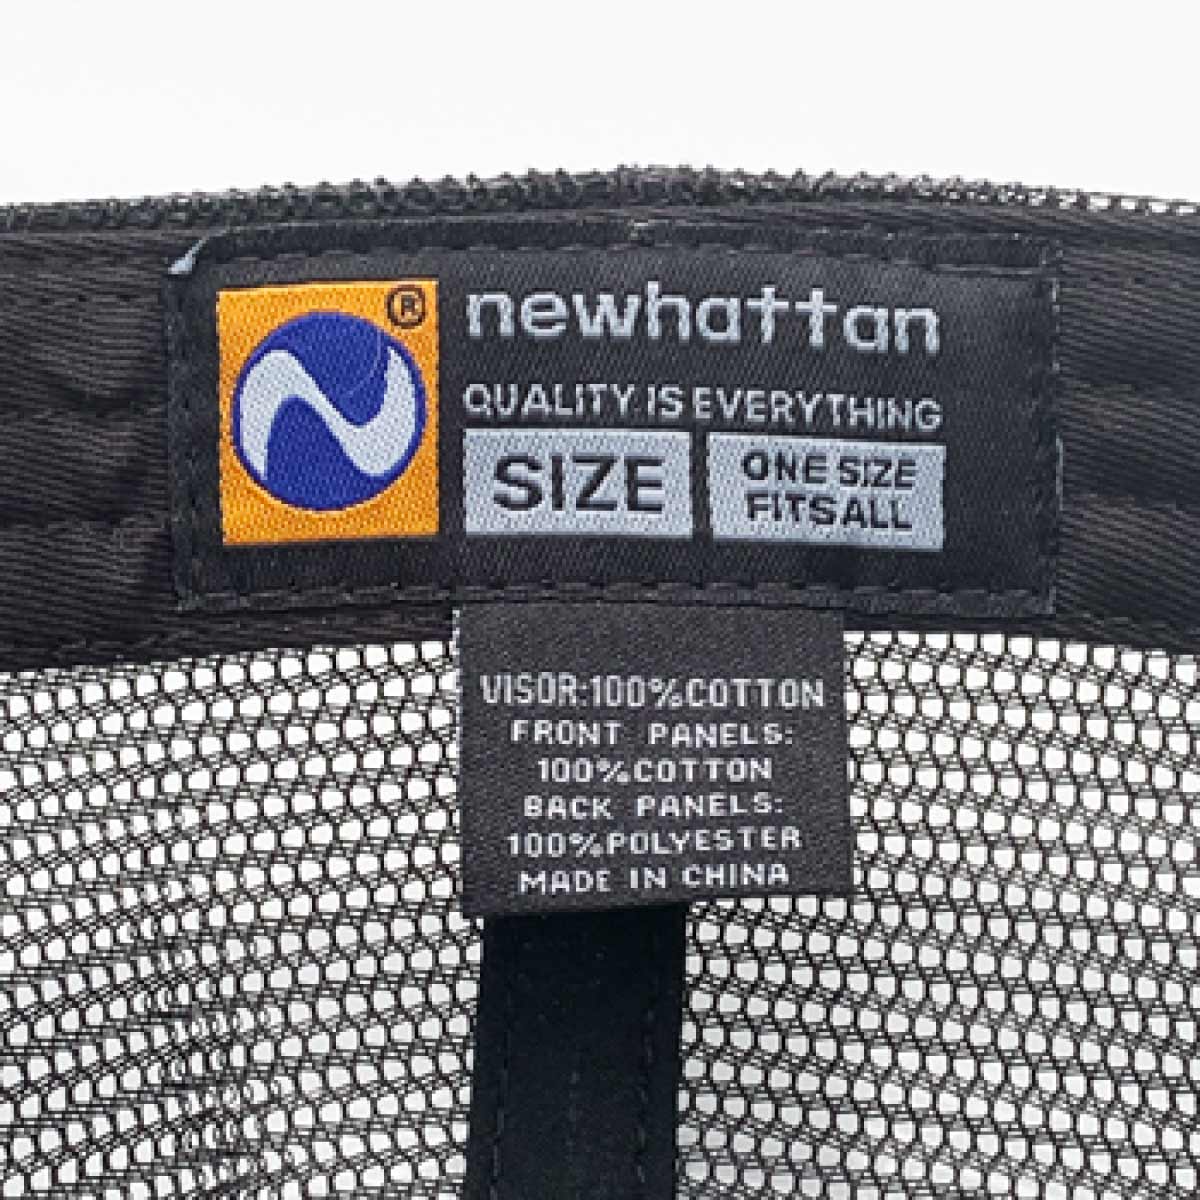 ®
newhattan
QUALITY IS EVERYTHING
SIZE
ONE SIZE
FITS ALL
VISOR:100%COTTON
FRONT PANELS:
100%COTTON
BACK PANELS:
100%POLYESTER
MADE IN CHINA